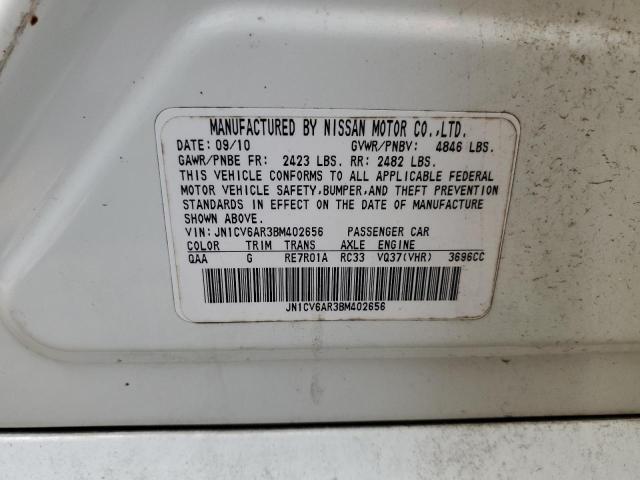 MANUFACTURED BY NISSAN MOTOR CO.,LTD.
DATE: 09/10 GVWR/PNBV: 4846 LBS.
GAWR/PNBE FR: 2423 LBS. RR: 2482 LBS.
THIS VEHICLE CONFORMS TO ALL APPLICABLE FEDERAL
MOTOR VEHICLE SAFETY,BUMPER,AND THEFT PREVENTION
STANDARDS IN EFFECT ON THE DATE OF MANUFACTURE
SHOWN ABOVE.
VIN: JN1CV6AR3BM402656 PASSENGER CAR
COLOR TRIM TRANS AXLE ENGINE
QAA G RE7R01A RC33 VQ37(VHR) 3696CC
JN1CV6AR3BM402656